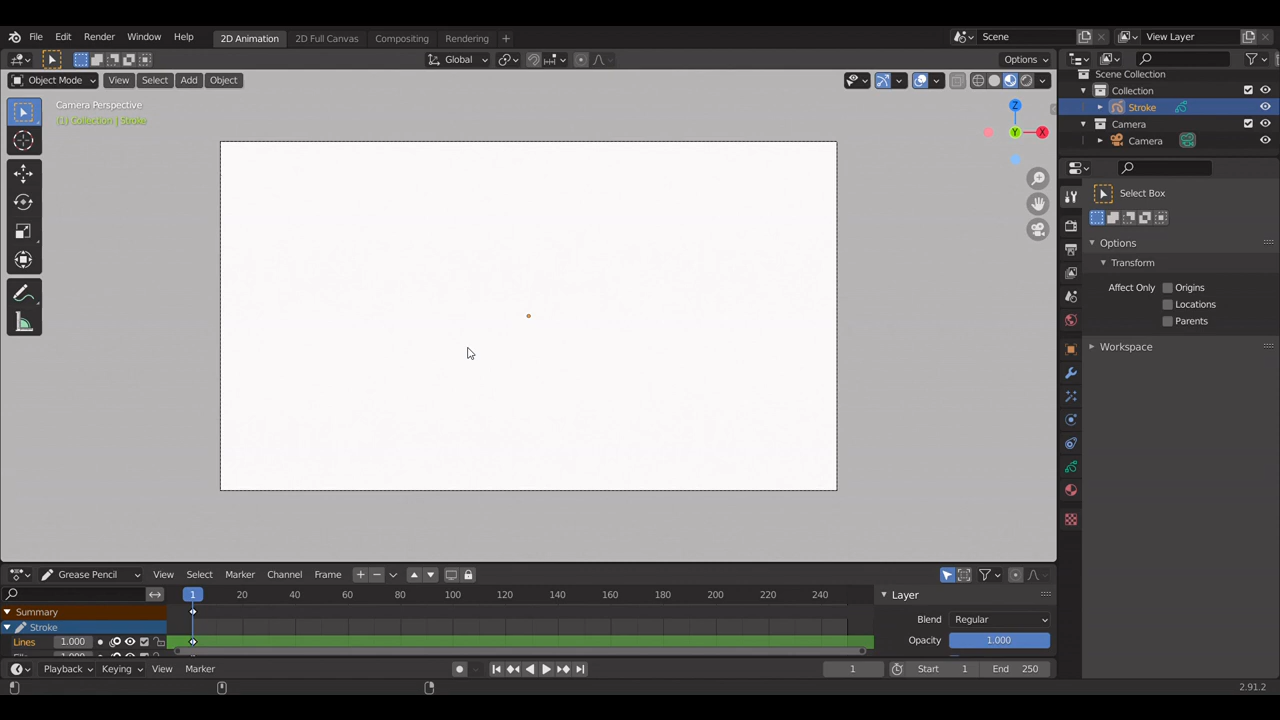 File Edit Render Window Help 2D Animation 2D Full Canvas Compositing Rendering + Scene View Layer
Global Options
Object Mode View Select Add Object
Scene Collection
Collection
Stroke
Camera
Camera
Camera Perspective
(1) Collection | Stroke
Z
Y X
Select Box
Options
Transform
Affect Only Origins
Locations
Parents
Workspace
Grease Pencil View Select Marker Channel Frame
1 20 40 60 80 100 120 140 160 180 200 220 240
Summary
Stroke
Lines 1.000
Layer
Blend Regular
Opacity 1.000
Playback Keying View Marker 1 Start 1 End 250
2.91.2